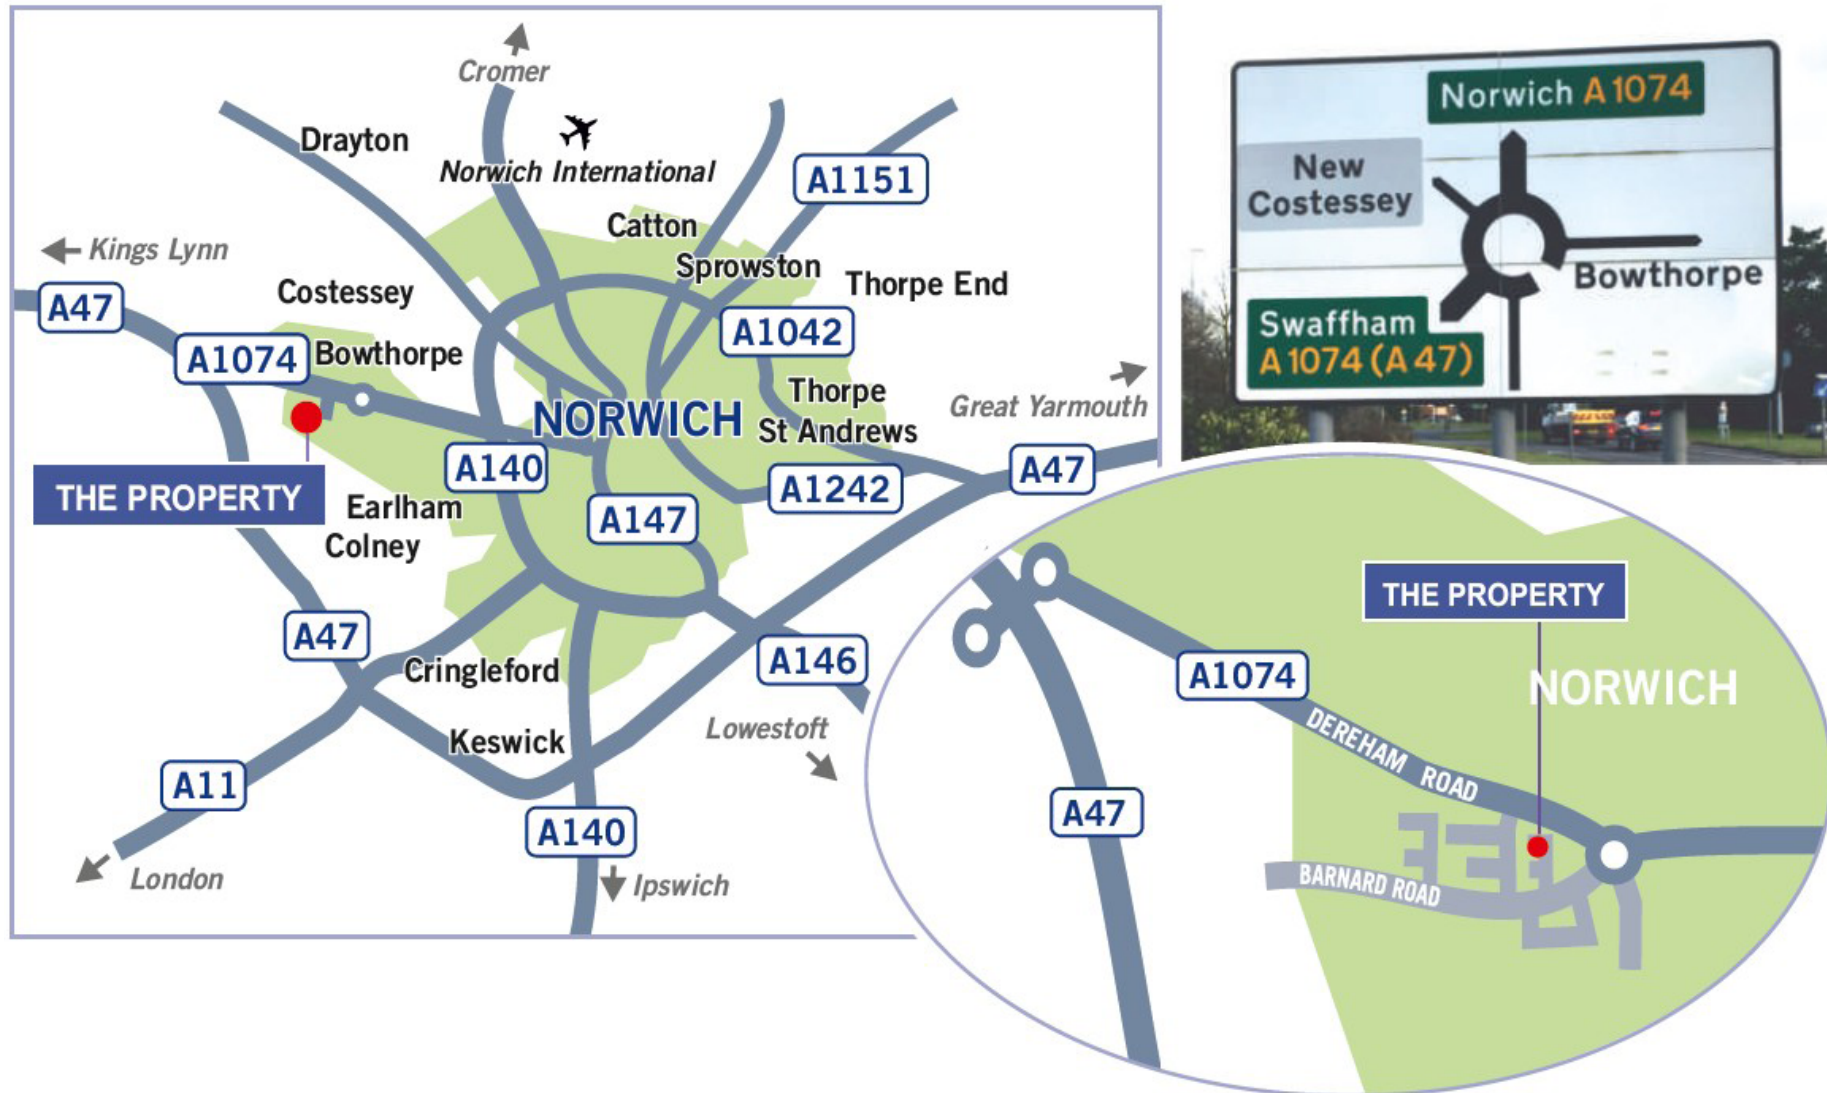 Cromer
Drayton
Norwich International
A1151
Catton
Kings Lynn
Sprowston
Thorpe End
Costessey
A47
A1042
A1074
Bowthorpe
Thorpe
St Andrews
Great Yarmouth
NORWICH
A140
A47
A1242
THE PROPERTY
Earlham
A147
Colney
A47
A146
Cringleford
Lowestoft
Keswick
A11
A140
London
Ipswich
Norwich A1074
New
Costessey
Bowthorpe
Swaffham
A1074 (A47)
THE PROPERTY
A1074
NORWICH
DEREHAM ROAD
A47
BARNARD ROAD